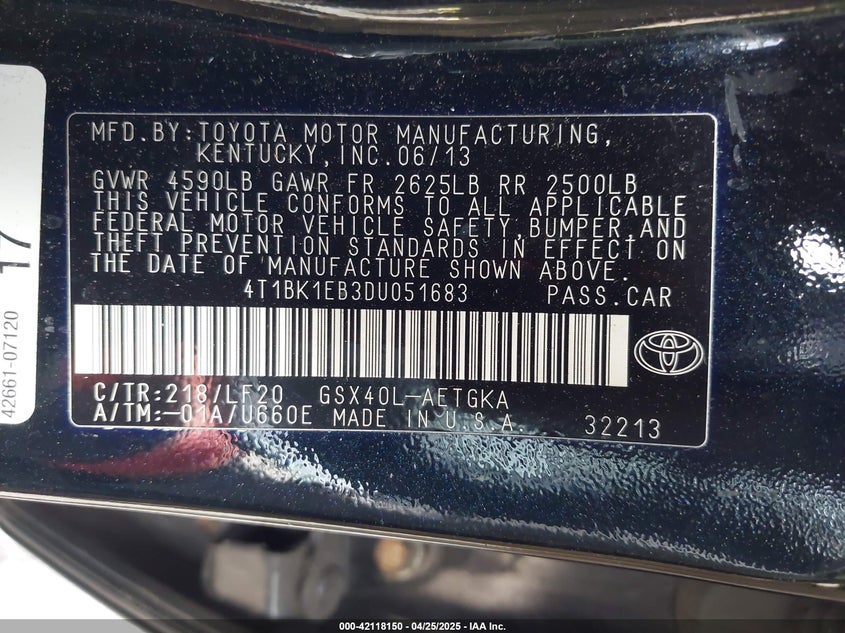 MFD.BY:TOYOTA MOTOR MANUFACTURING,
KENTUCKY,INC.06/13
GVWR 4590LB GAWR FR 2625LB RR 2500LB
THIS VEHICLE CONFORMS TO ALL APPLICABLE
FEDERAL MOTOR VEHICLE SAFETY,BUMPER,AND
THEFT PREVENTION STANDARDS IN EFFECT ON
THE DATE OF MANUFACTURE SHOWN ABOVE.
4T1BK1EB3DU051683 PASS.CAR
C/TR:218/LF20 GSX40L-AETGKA
A/TM:-01A/U660E MADE IN U.S.A. 32213
17
42661-07120
000-42118150 - 04/25/2025 - IAA Inc.